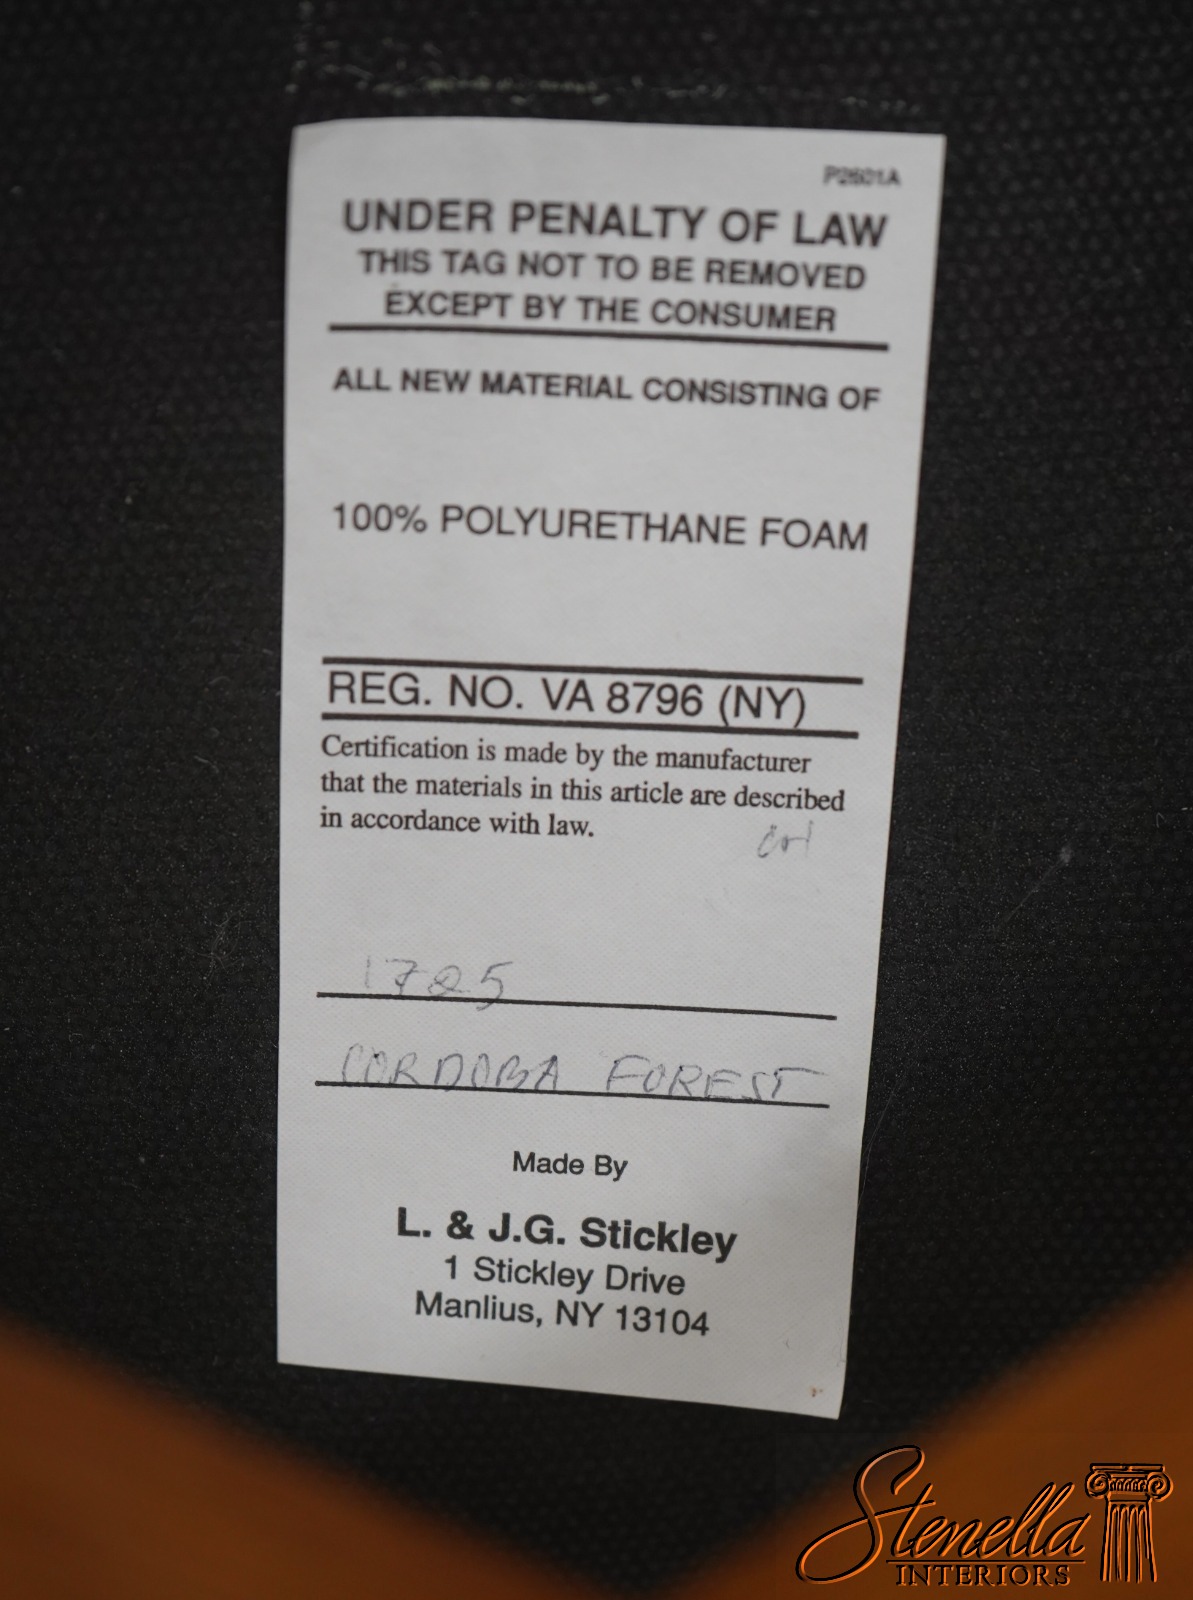 P2601A
UNDER PENALTY OF LAW
THIS TAG NOT TO BE REMOVED
EXCEPT BY THE CONSUMER
ALL NEW MATERIAL CONSISTING OF
100% POLYURETHANE FOAM
REG. NO. VA 8796 (NY)
Certification is made by the manufacturer
that the materials in this article are described
in accordance with law.
1725
CORDOBA FOREST
Made By
L. & J.G. Stickley
1 Stickley Drive
Manlius, NY 13104
Stenella
INTERIORS